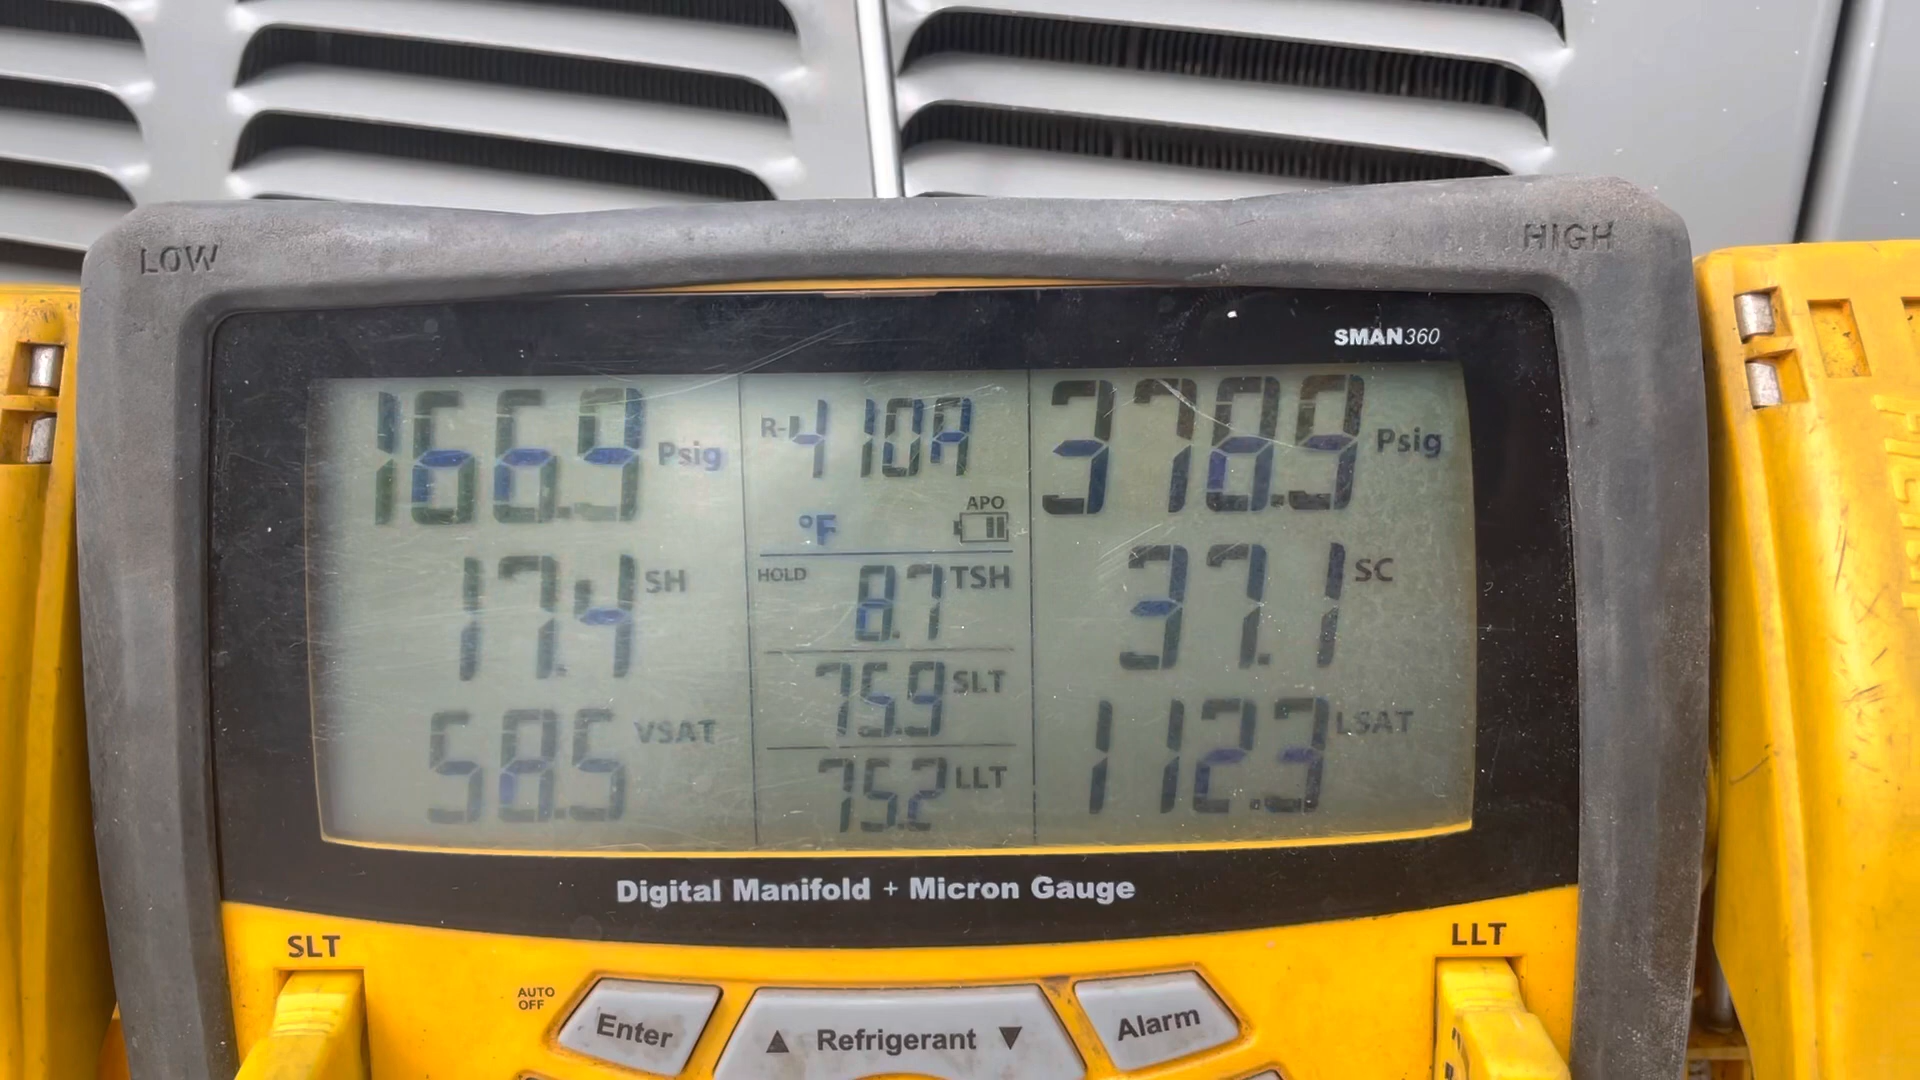 LOW
HIGH
SMAN360
166.9 Psig
R-410A
378.9 Psig
°F
APO
17.4 SH
HOLD 8.7 TSH
37.1 SC
75.9 SLT
58.5 VSAT
75.2 LLT
112.3 LSAT
Digital Manifold + Micron Gauge
SLT
LLT
AUTO
OFF
Enter
▲ Refrigerant ▼
Alarm